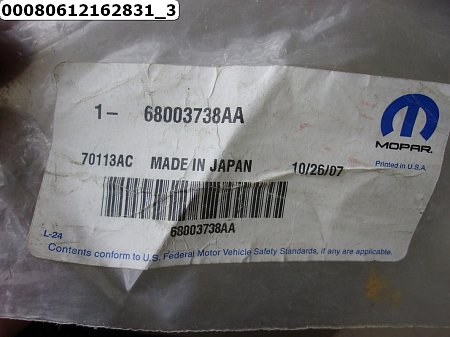 00080612162831_3
1- 68003738AA
MOPAR.
70113AC MADE IN JAPAN 10/26/07
Printed in U.S.A.
68003738AA
L-24
Contents conform to U.S. Federal Motor Vehicle Safety Standards, if any are applicable.